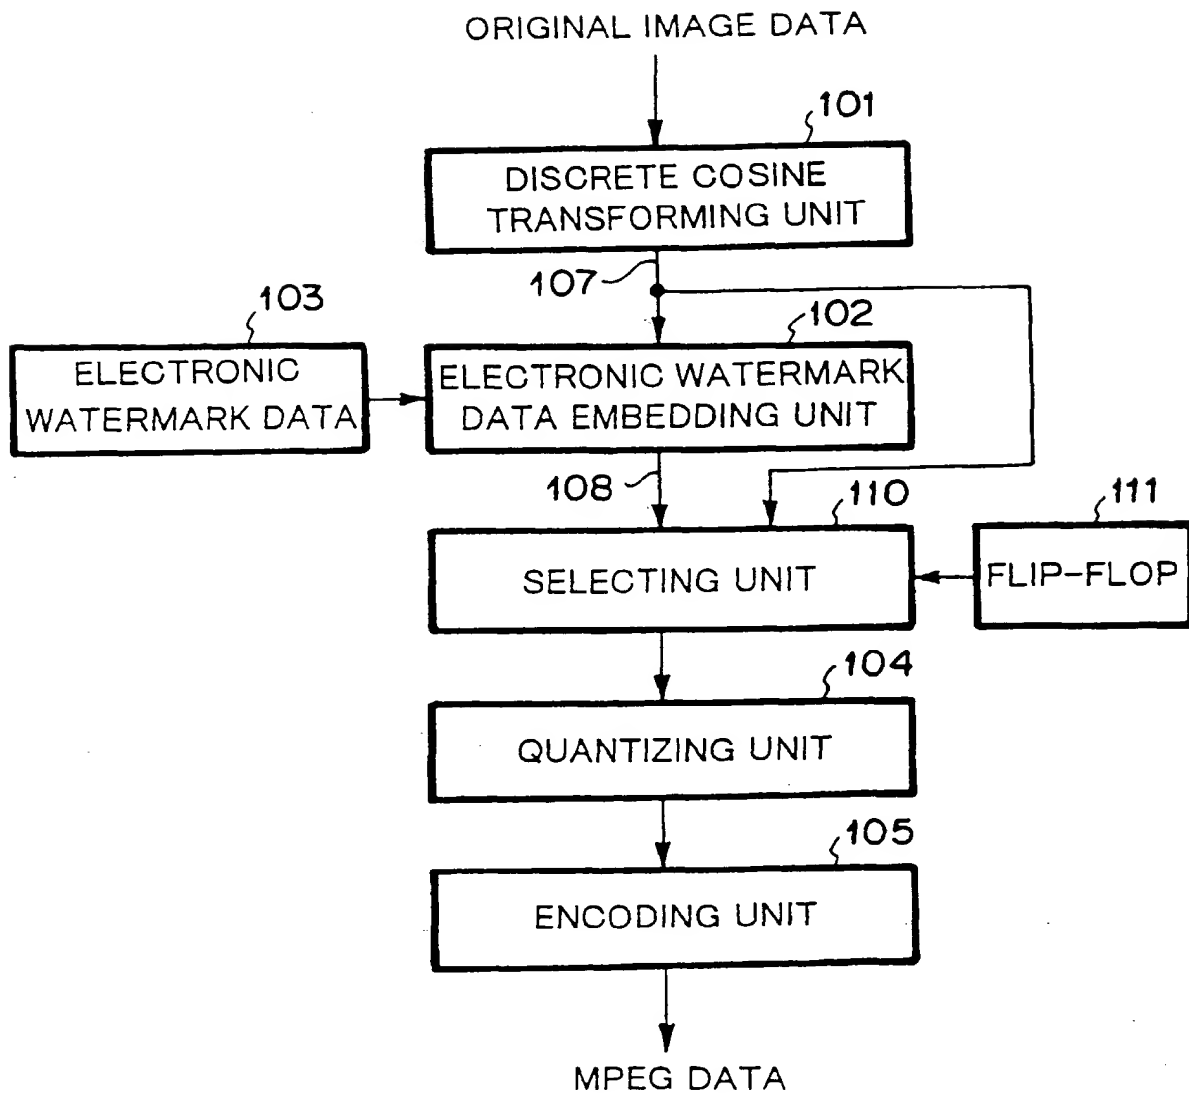 ORIGINAL IMAGE DATA
101
DISCRETE COSINE
TRANSFORMING UNIT
107
103
102
ELECTRONIC
WATERMARK DATA
ELECTRONIC WATERMARK
DATA EMBEDDING UNIT
108
110
111
SELECTING UNIT
FLIP-FLOP
104
QUANTIZING UNIT
105
ENCODING UNIT
MPEG DATA